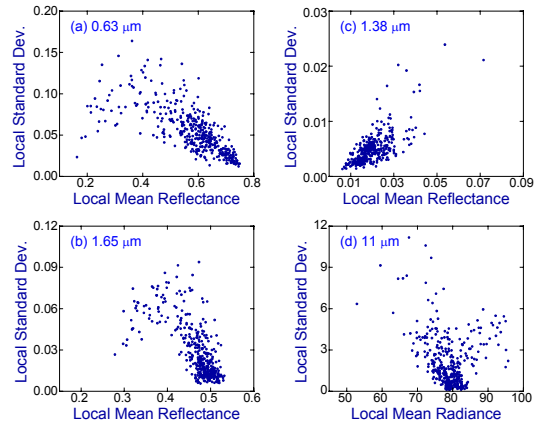 (a) 0.63 μm
Local Standard Dev.
0.20
0.15
0.10
0.05
0.00
0.2 0.4 0.6 0.8
Local Mean Reflectance
(c) 1.38 μm
Local Standard Dev.
0.04
0.03
0.02
0.01
0.00
0.01 0.03 0.05 0.07 0.09
Local Mean Reflectance
(b) 1.65 μm
Local Standard Dev.
0.12
0.09
0.06
0.03
0.00
0.2 0.3 0.4 0.5 0.6
Local Mean Reflectance
(d) 11 μm
Local Standard Dev.
12
9
6
3
0
50 60 70 80 90 100
Local Mean Radiance